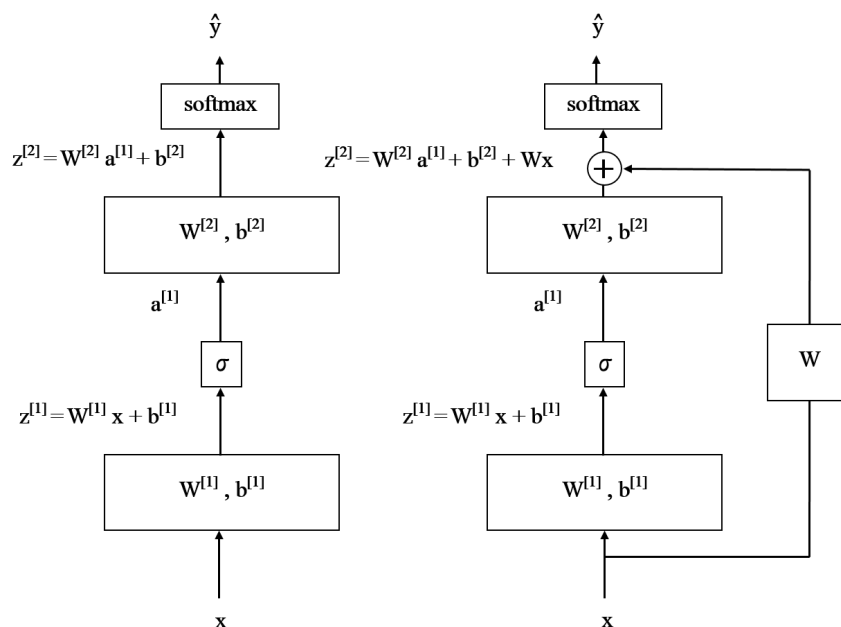 ŷ
softmax
z[2] = W[2] a[1] + b[2]
W[2] , b[2]
a[1]
σ
z[1] = W[1] x + b[1]
W[1] , b[1]
x
ŷ
softmax
z[2] = W[2] a[1] + b[2] + Wx
+
W[2] , b[2]
a[1]
σ
W
z[1] = W[1] x + b[1]
W[1] , b[1]
x